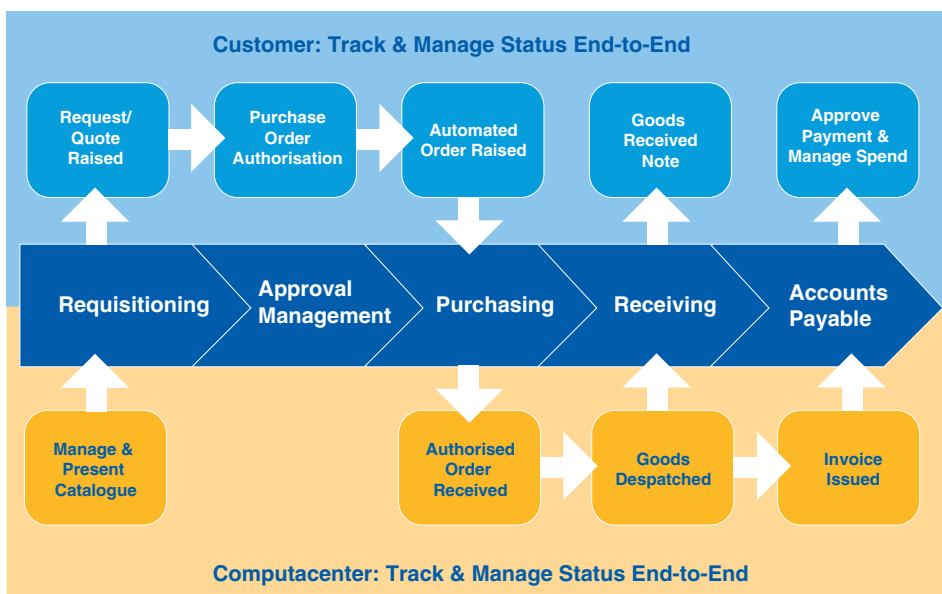 Customer: Track & Manage Status End-to-End
Request/
Quote
Raised
Purchase
Order
Authorisation
Automated
Order Raised
Goods
Received
Note
Approve
Payment &
Manage Spend
Requisitioning
Approval
Management
Purchasing
Receiving
Accounts
Payable
Manage &
Present
Catalogue
Authorised
Order
Received
Goods
Despatched
Invoice
Issued
Computacenter: Track & Manage Status End-to-End